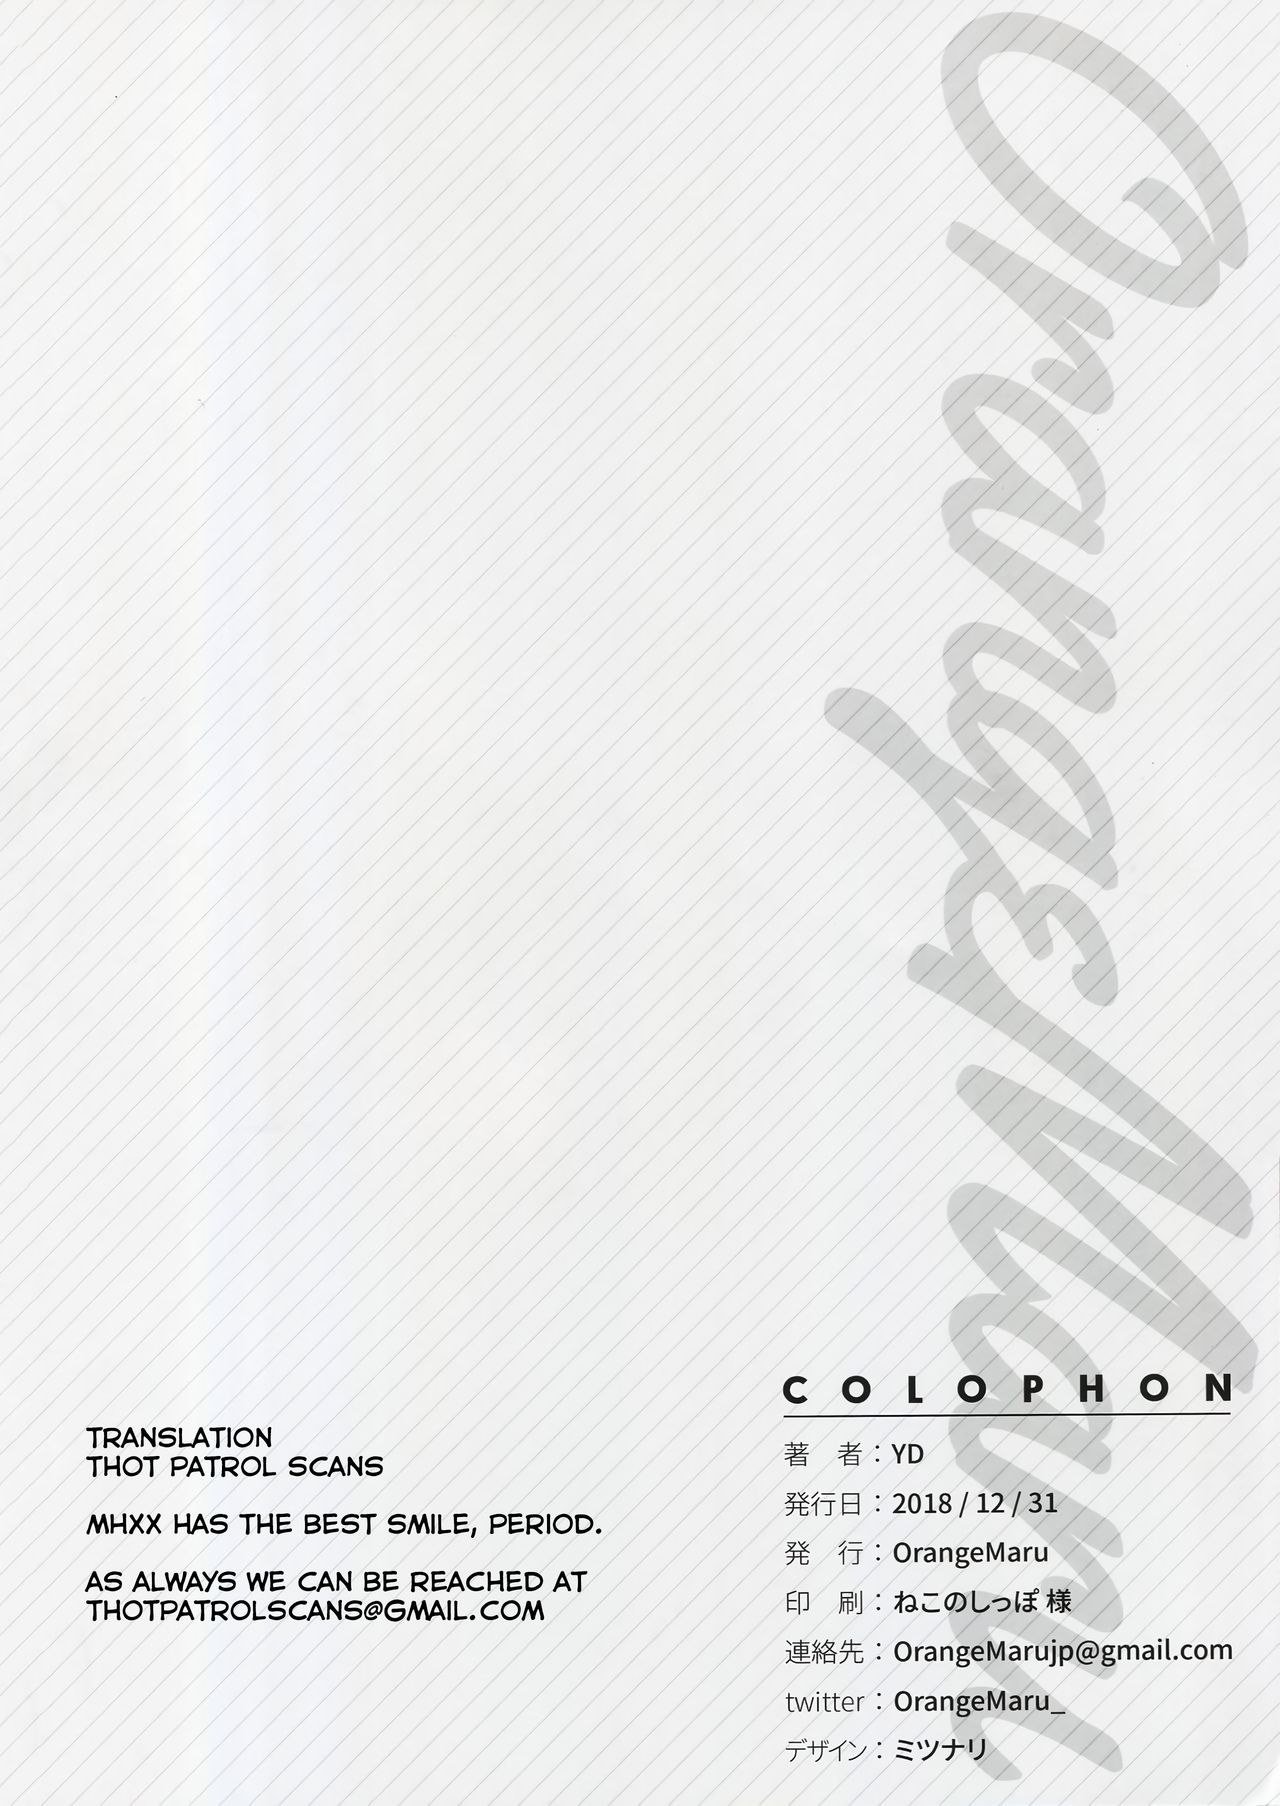 OrangeMaru
TRANSLATION
THOT PATROL SCANS
MHXX HAS THE BEST SMILE, PERIOD.
AS ALWAYS WE CAN BE REACHED AT
THOTPATROLSCANS@GMAIL.COM
COLOPHON
著　者：YD
発行日：2018 / 12 / 31
発　行：OrangeMaru
印　刷：ねこのしっぽ 様
連絡先：OrangeMarujp@gmail.com
twitter：OrangeMaru_
デザイン：ミツナリ